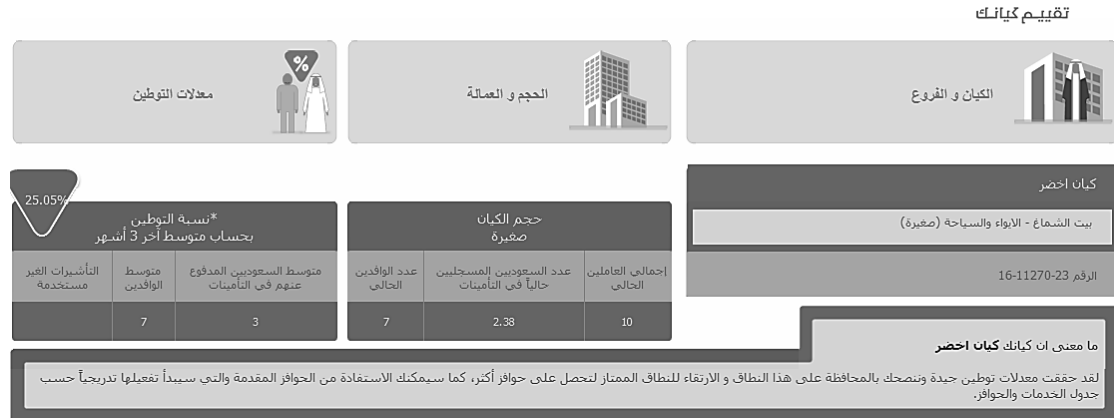 تقييم كيانك
الكيان و الفروع
الحجم و العمالة
معدلات التوطين
%
كيان اخضر
بيت الشماغ - الايواء والسياحة (صغيرة)
الرقم 23-11270-16
حجم الكيان
صغيرة
إجمالي العاملين الحالي
عدد السعوديين المسجليين حالياً في التأمينات
عدد الوافدين الحالي
10
2.38
7
25.05%
*نسبة التوطين
بحساب متوسط آخر 3 أشهر
متوسط السعوديين المدفوع عنهم في التأمينات
متوسط الوافدين
التأشيرات الغير مستخدمة
3
7
ما معنى ان كيانك كيان اخضر
لقد حققت معدلات توطين جيدة وننصحك بالمحافظة على هذا النطاق و الارتقاء للنطاق الممتاز لتحصل على حوافز أكثر، كما سيمكنك الاستفادة من الحوافز المقدمة والتي سيبدأ تفعيلها تدريجياً حسب
جدول الخدمات والحوافز.